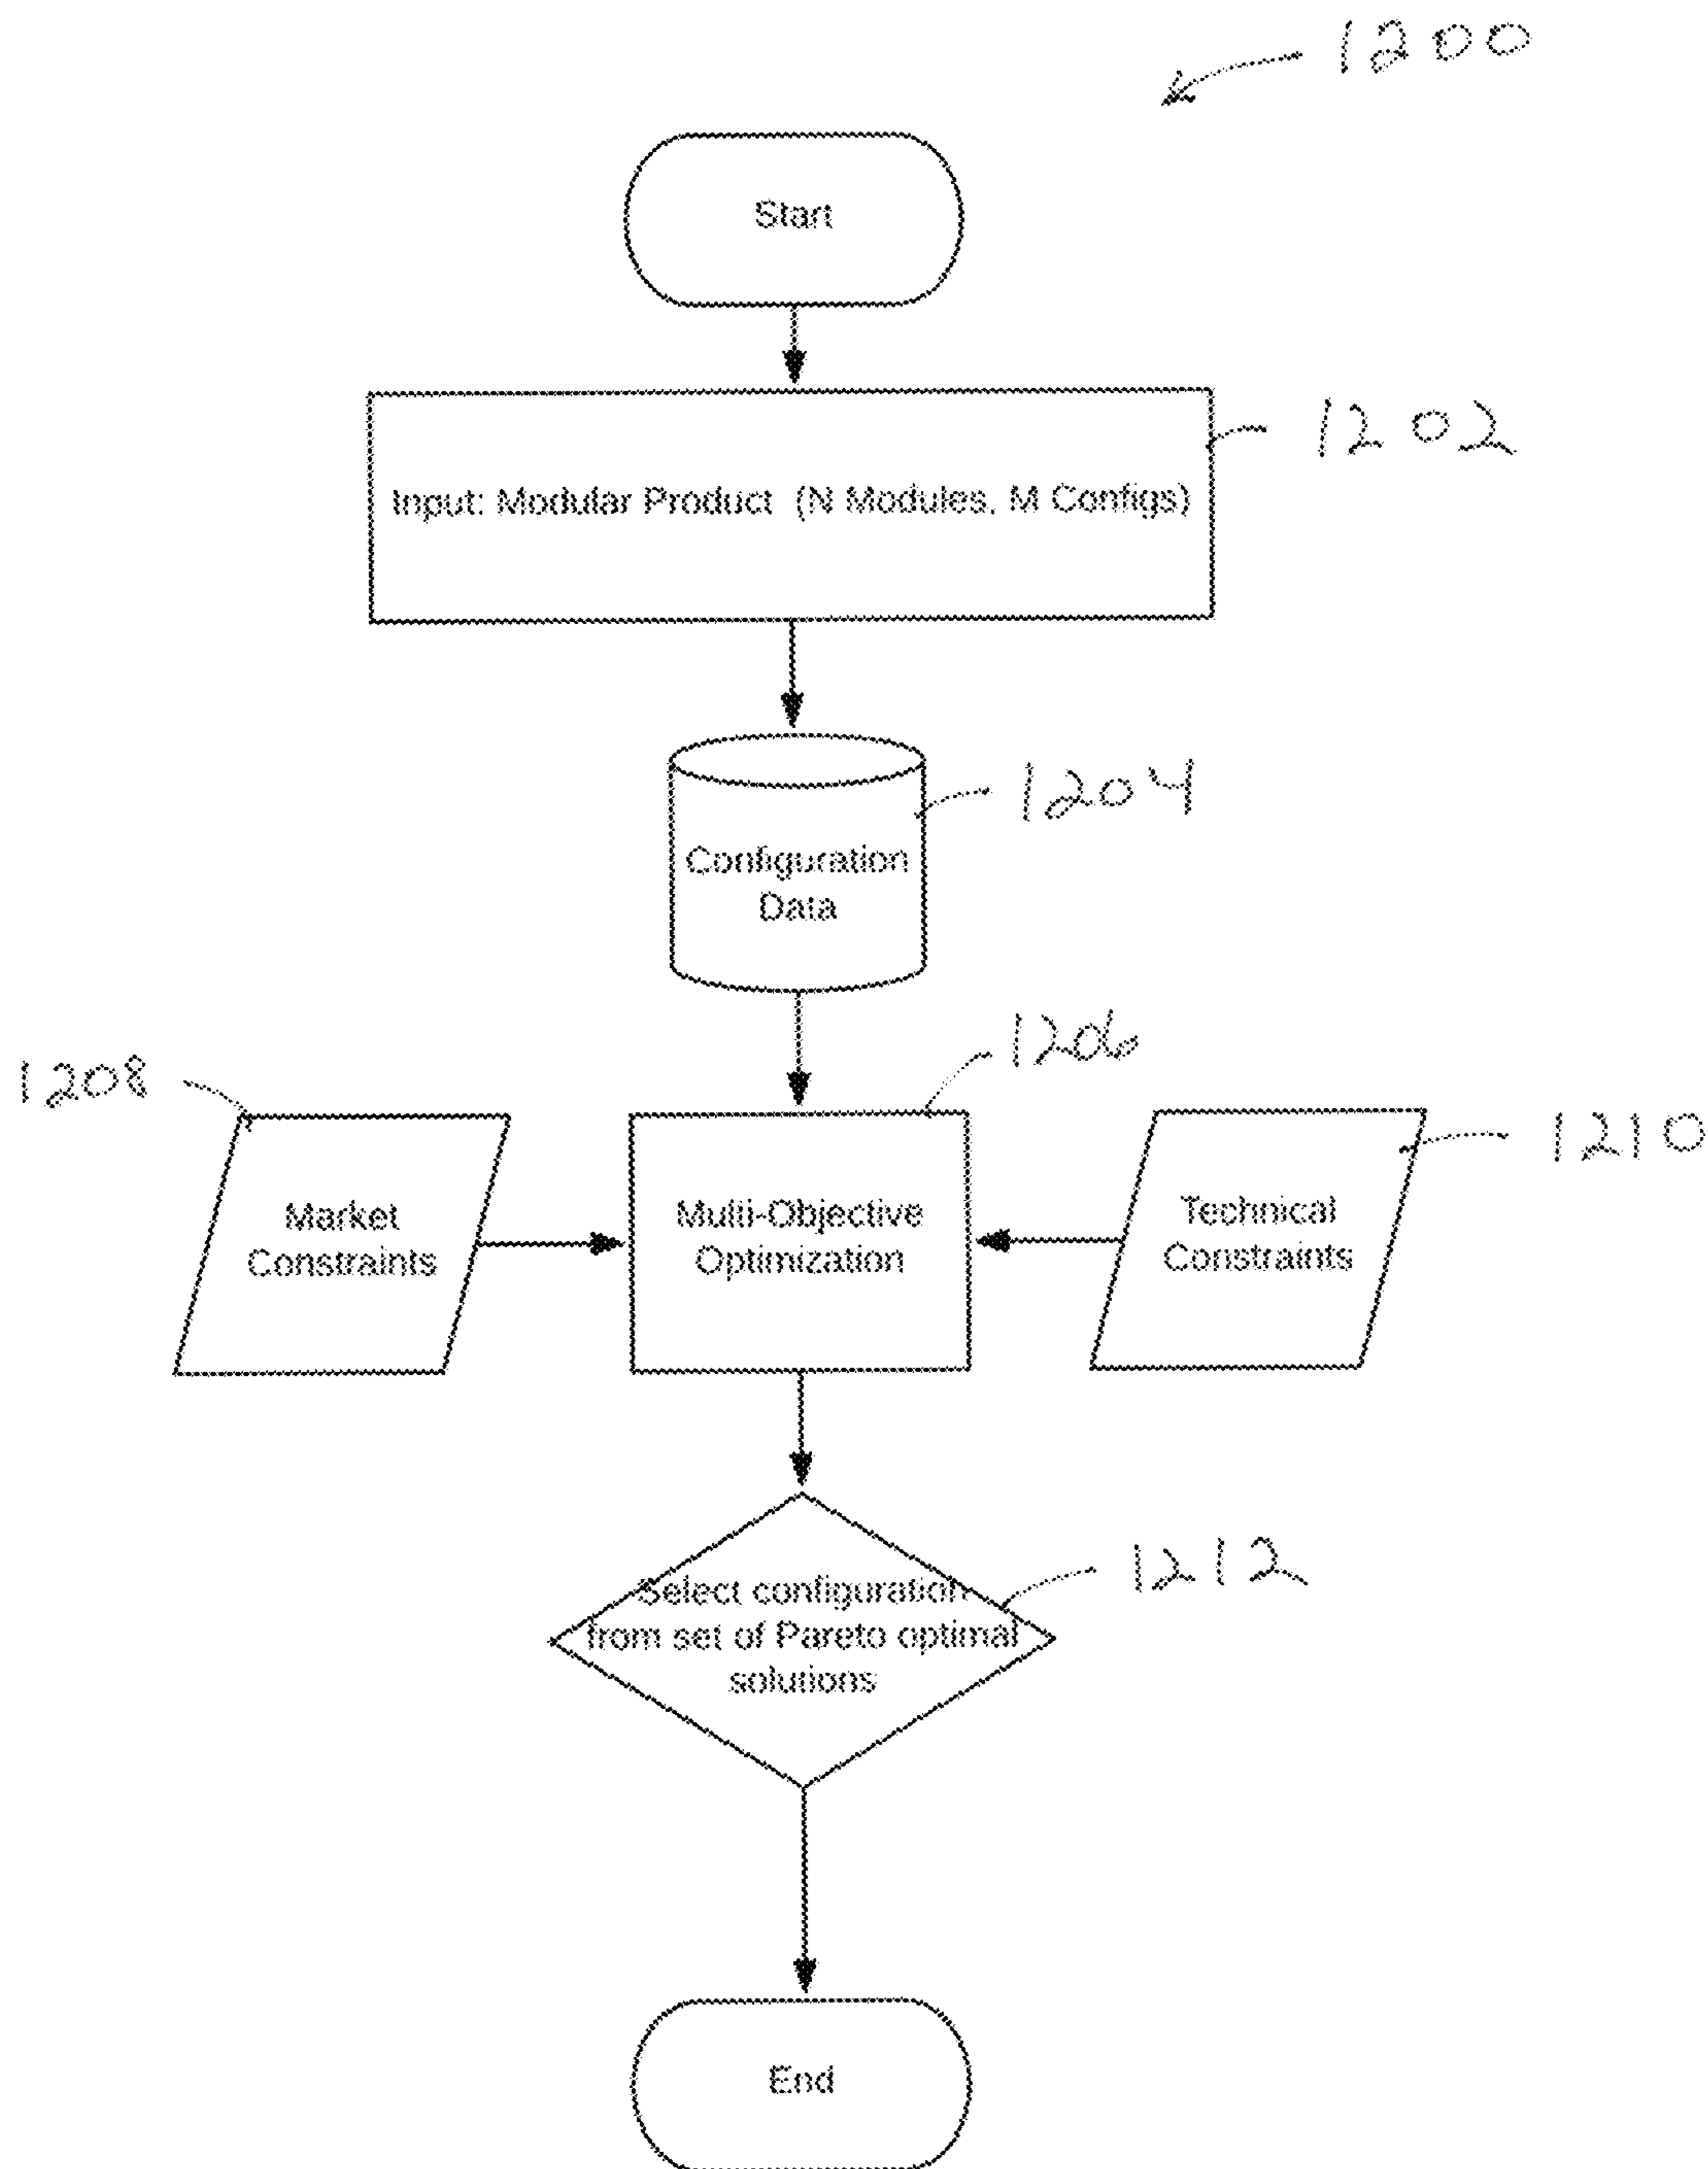 1200
Start
Input: Modular Product (N Modules, M Configs)
1202
1204
Configuration
Data
1206
1208
1210
Market
Constraints
Multi-Objective
Optimization
Technical
Constraints
1212
Select configuration
from set of Pareto optimal
solutions
End